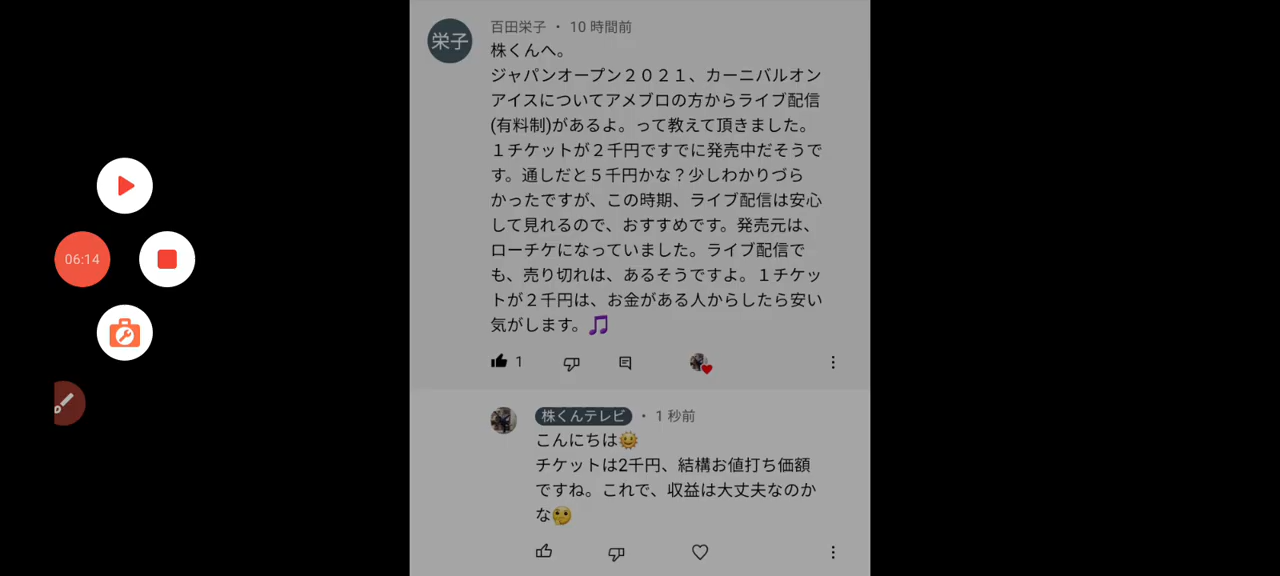 百田栄子 ・ 10 時間前
栄子
株くんへ。
ジャパンオープン２０２１、カーニバルオン
アイスについてアメブロの方からライブ配信
(有料制)があるよ。って教えて頂きました。
１チケットが２千円ですでに発売中だそうで
す。通しだと５千円かな？少しわかりづら
かったですが、この時期、ライブ配信は安心
して見れるので、おすすめです。発売元は、
ローチケになっていました。ライブ配信で
も、売り切れは、あるそうですよ。１チケッ
トが２千円は、お金がある人からしたら安い
気がします。🎵
1
06:14
株くんテレビ ・ 1 秒前
こんにちは🌞
チケットは2千円、結構お値打ち価額
ですね。これで、収益は大丈夫なのか
な🤔